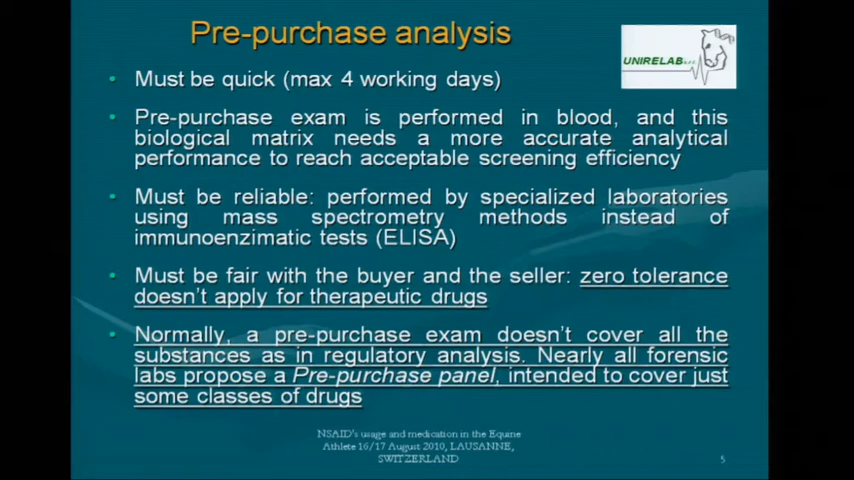 Pre-purchase analysis
UNIRELAB s.r.l.
• Must be quick (max 4 working days)
• Pre-purchase exam is performed in blood, and this
biological matrix needs a more accurate analytical
performance to reach acceptable screening efficiency
• Must be reliable: performed by specialized laboratories
using mass spectrometry methods instead of
immunoenzimatic tests (ELISA)
• Must be fair with the buyer and the seller: zero tolerance
doesn't apply for therapeutic drugs
• Normally, a pre-purchase exam doesn't cover all the
substances as in regulatory analysis. Nearly all forensic
labs propose a Pre-purchase panel, intended to cover just
some classes of drugs
NSAID's usage and medication in the Equine
Athlete 16/17 August 2010, LAUSANNE,
SWITZERLAND
5